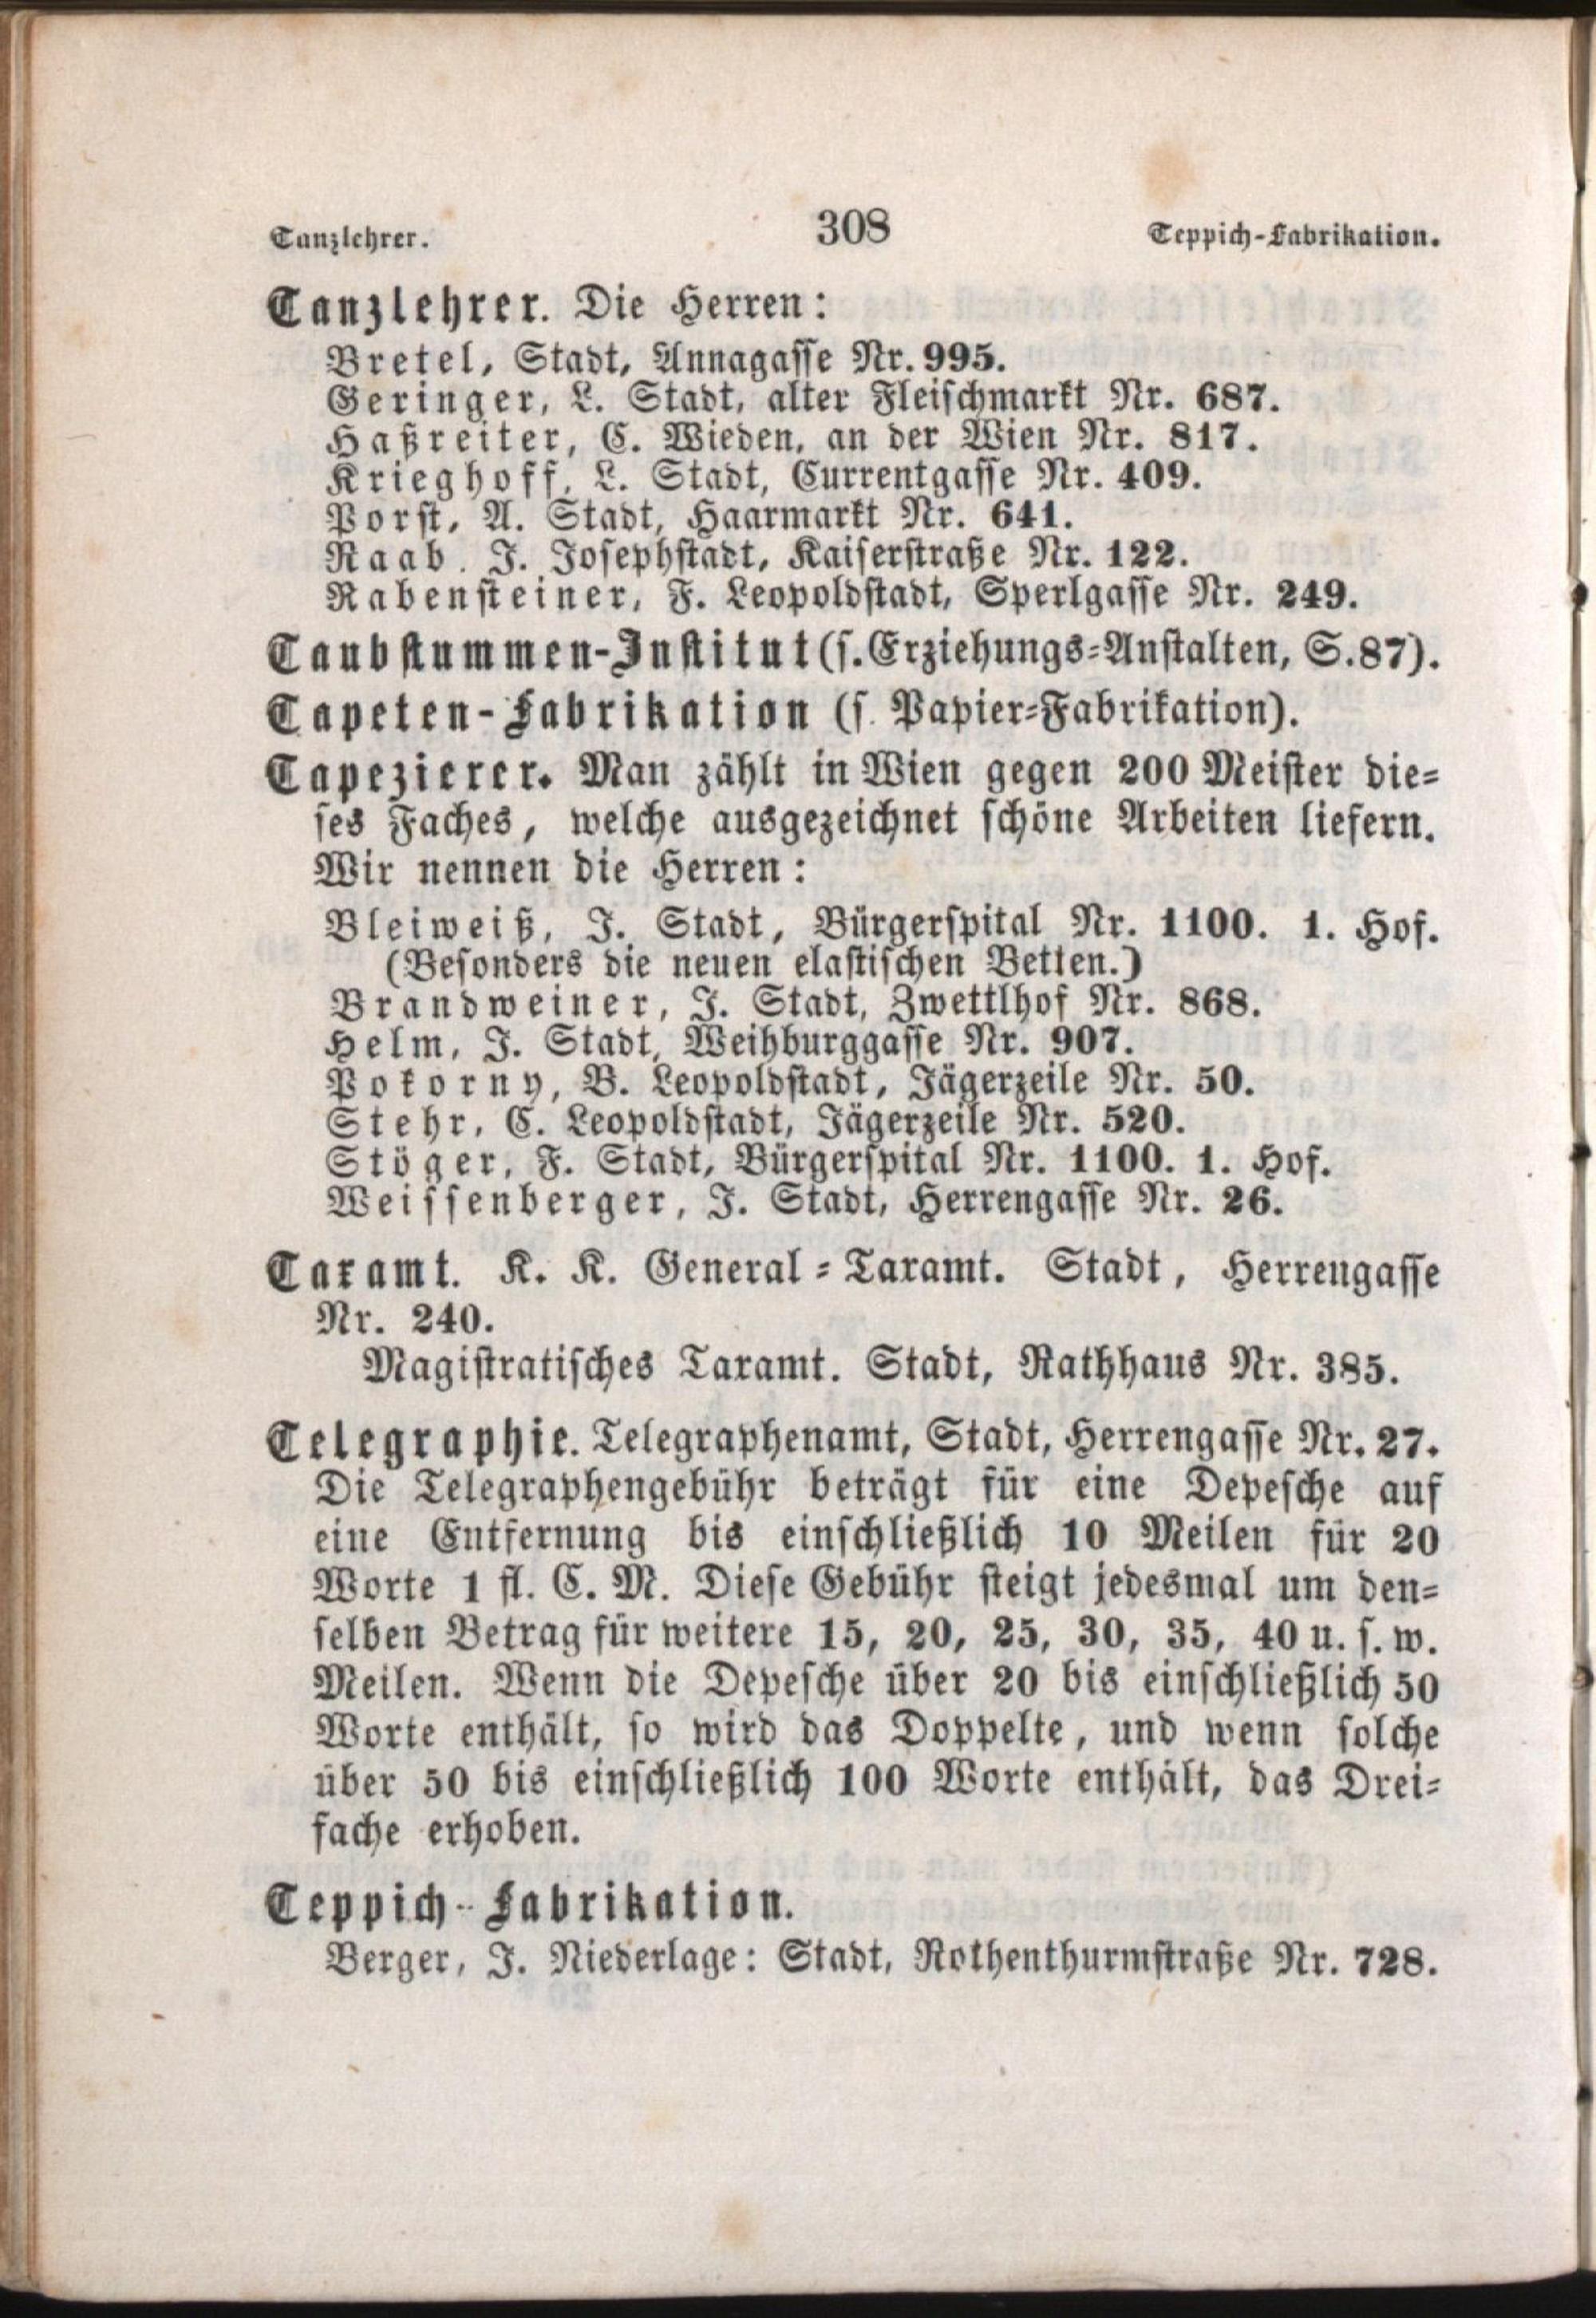 Tanzlehrer. 308 Teppich-Fabrikation.
Tanzlehrer. Die Herren:
Bretel, Stadt, Annagasse Nr. 995.
Geringer, L. Stadt, alter Fleischmarkt Nr. 687.
Haßreiter, C. Wieden, an der Wien Nr. 817.
Krieghoff, L. Stadt, Currentgasse Nr. 409.
Porst, A. Stadt, Haarmarkt Nr. 641.
Raab. J. Josephstadt, Kaiserstraße Nr. 122.
Rabensteiner, F. Leopoldstadt, Sperlgasse Nr. 249.
Taubstummen-Institut (s. Erziehungs-Anstalten, S. 87).
Tapeten-Fabrikation (s. Papier-Fabrikation).
Tapezierer. Man zählt in Wien gegen 200 Meister die-
ses Faches, welche ausgezeichnet schöne Arbeiten liefern.
Wir nennen die Herren:
Bleiweiß, J. Stadt, Bürgerspital Nr. 1100. 1. Hof.
(Besonders die neuen elastischen Betten.)
Brandweiner, J. Stadt, Zwettlhof Nr. 868.
Helm, J. Stadt, Weihburggasse Nr. 907.
Pokorny, B. Leopoldstadt, Jägerzeile Nr. 50.
Stehr, C. Leopoldstadt, Jägerzeile Nr. 520.
Stöger, F. Stadt, Bürgerspital Nr. 1100. 1. Hof.
Weissenberger, J. Stadt, Herrengasse Nr. 26.
Taxamt. K. K. General-Taxamt. Stadt, Herrengasse
Nr. 240.
Magistratisches Taxamt. Stadt, Rathhaus Nr. 385.
Telegraphie. Telegraphenamt, Stadt, Herrengasse Nr. 27.
Die Telegraphengebühr beträgt für eine Depesche auf
eine Entfernung bis einschließlich 10 Meilen für 20
Worte 1 fl. C. M. Diese Gebühr steigt jedesmal um den-
selben Betrag für weitere 15, 20, 25, 30, 35, 40 u. s. w.
Meilen. Wenn die Depesche über 20 bis einschließlich 50
Worte enthält, so wird das Doppelte, und wenn solche
über 50 bis einschließlich 100 Worte enthält, das Drei-
fache erhoben.
Teppich-Fabrikation.
Berger, J. Niederlage: Stadt, Rothenthurmstraße Nr. 728.